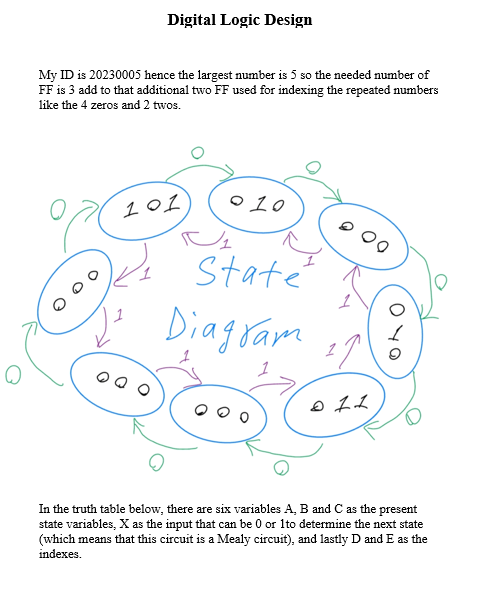 Digital Logic Design
My ID is 20230005 hence the largest number is 5 so the needed number of
FF is 3 add to that additional two FF used for indexing the repeated numbers
like the 4 zeros and 2 twos.
0
0
0
101
010
000
1
1
1
1
State
000
0
010
1
Diagram
1
1
1
0
000
000
011
0
0
0
In the truth table below, there are six variables A, B and C as the present
state variables, X as the input that can be 0 or 1to determine the next state
(which means that this circuit is a Mealy circuit), and lastly D and E as the
indexes.